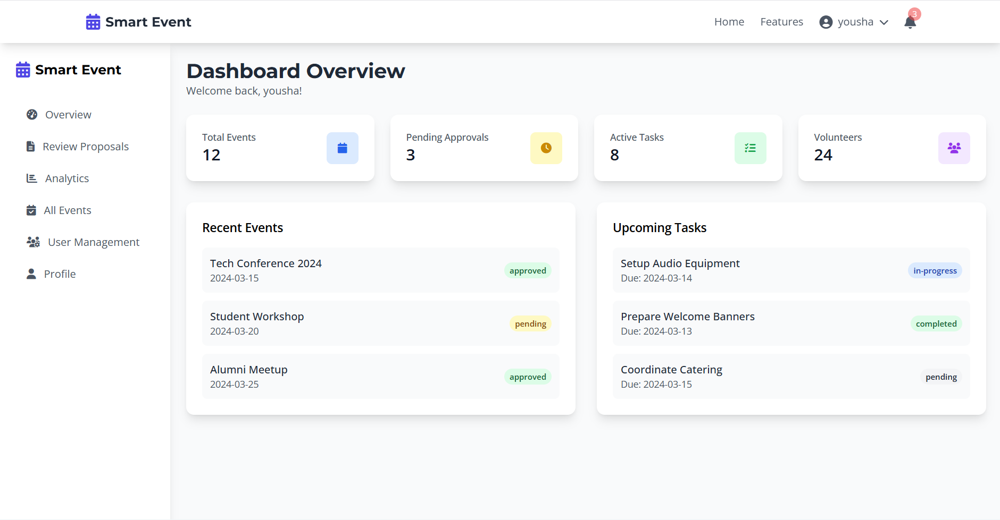 Smart Event
Home Features yousha 3
Smart Event
Overview
Review Proposals
Analytics
All Events
User Management
Profile
Dashboard Overview
Welcome back, yousha!
Total Events
12
Pending Approvals
3
Active Tasks
8
Volunteers
24
Recent Events
Tech Conference 2024
2024-03-15
approved
Student Workshop
2024-03-20
pending
Alumni Meetup
2024-03-25
approved
Upcoming Tasks
Setup Audio Equipment
Due: 2024-03-14
in-progress
Prepare Welcome Banners
Due: 2024-03-13
completed
Coordinate Catering
Due: 2024-03-15
pending